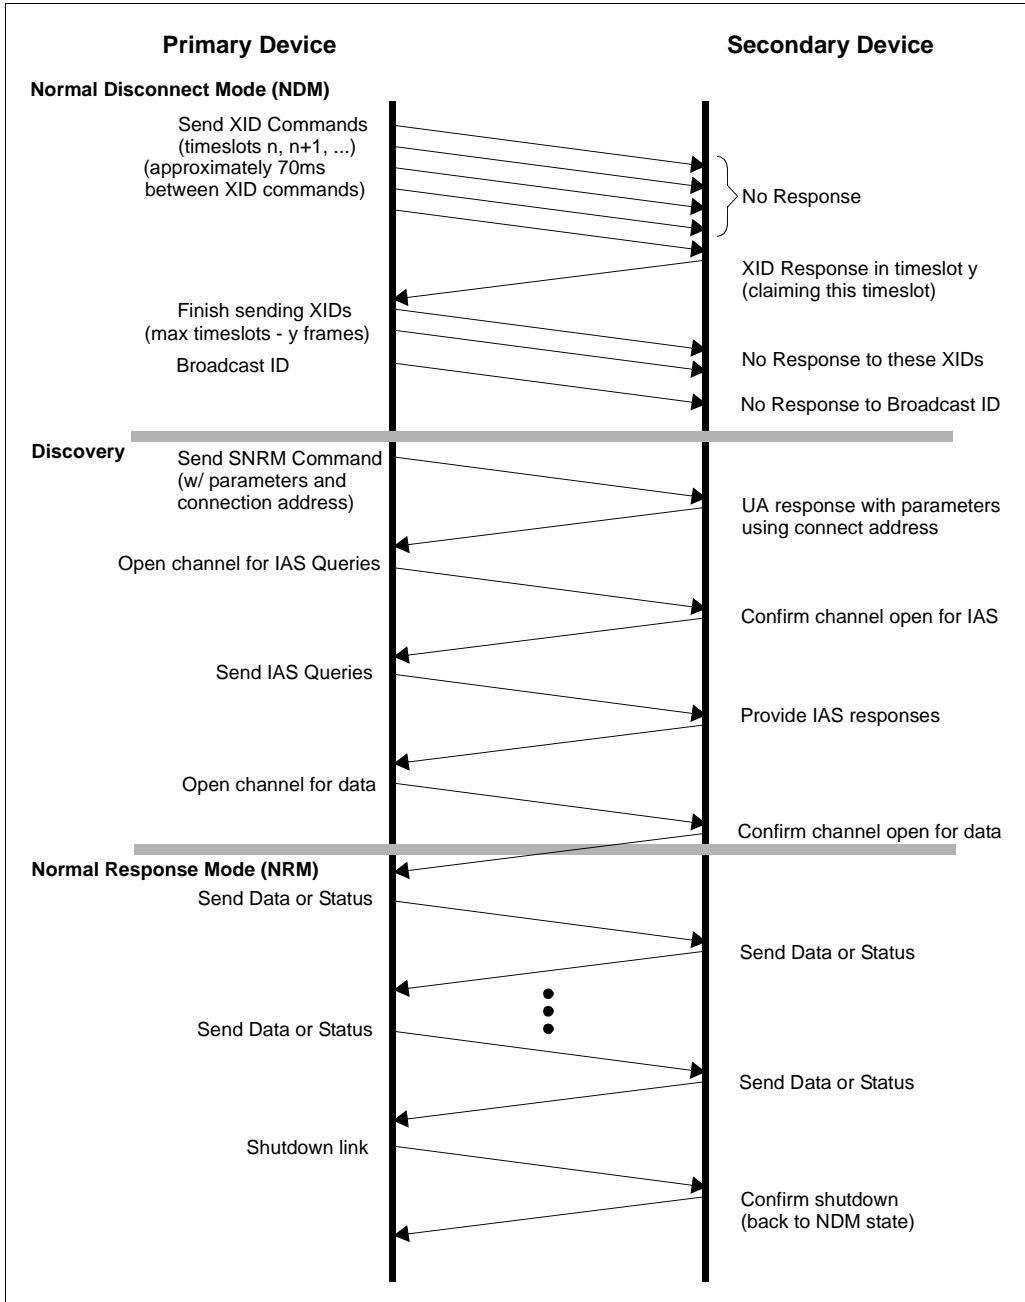 Primary Device
Secondary Device
Normal Disconnect Mode (NDM)
Send XID Commands
(timeslots n, n+1, ...)
(approximately 70ms
between XID commands)
No Response
XID Response in timeslot y
(claiming this timeslot)
Finish sending XIDs
(max timeslots - y frames)
No Response to these XIDs
Broadcast ID
No Response to Broadcast ID
Discovery
Send SNRM Command
(w/ parameters and
connection address)
UA response with parameters
using connect address
Open channel for IAS Queries
Confirm channel open for IAS
Send IAS Queries
Provide IAS responses
Open channel for data
Confirm channel open for data
Normal Response Mode (NRM)
Send Data or Status
Send Data or Status
Send Data or Status
Send Data or Status
Shutdown link
Confirm shutdown
(back to NDM state)